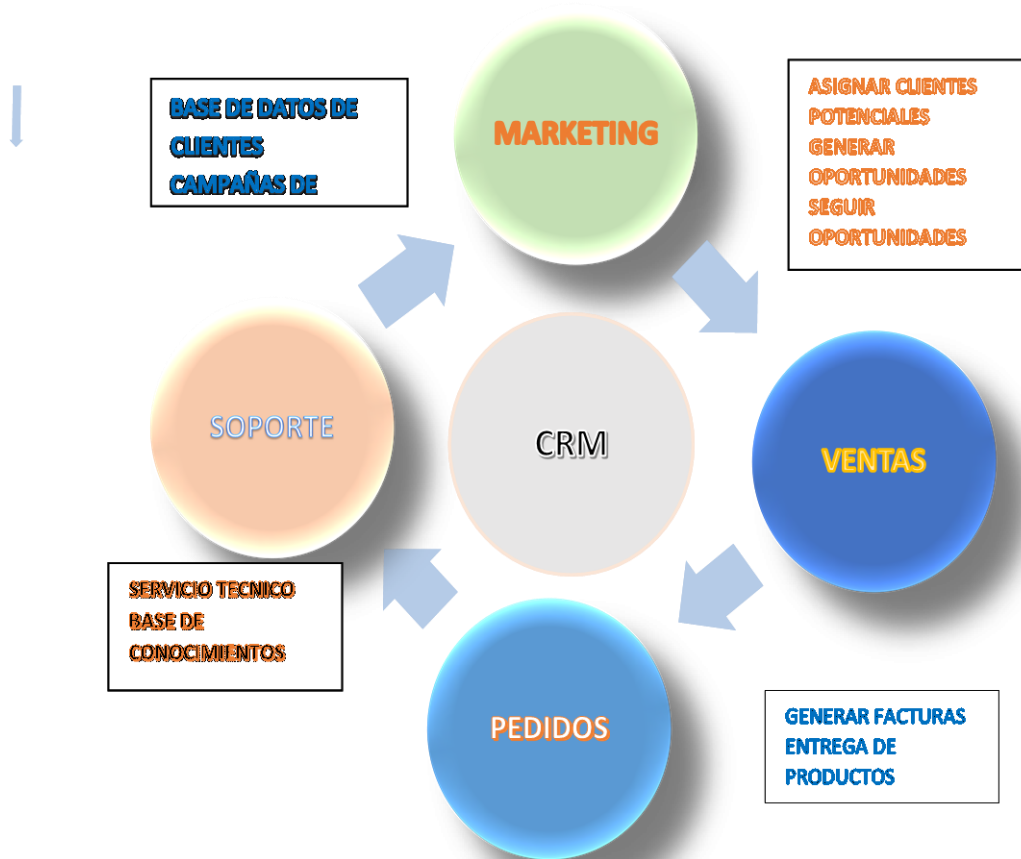 BASE DE DATOS DE
CLIENTES
CAMPAÑAS DE
MARKETING
ASIGNAR CLIENTES
POTENCIALES
GENERAR
OPORTUNIDADES
SEGUIR
OPORTUNIDADES
SOPORTE
CRM
VENTAS
SERVICIO TECNICO
BASE DE
CONOCIMIENTOS
PEDIDOS
GENERAR FACTURAS
ENTREGA DE
PRODUCTOS